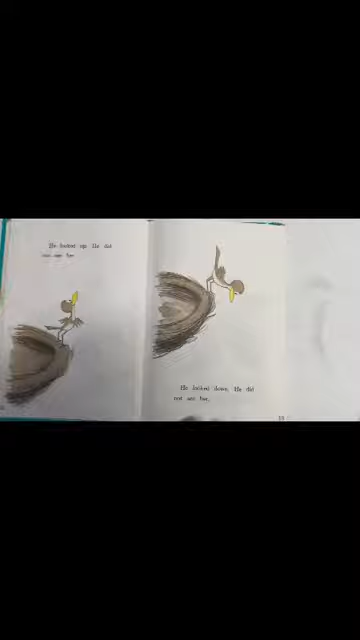 He looked up. He did
not see her.
He looked down. He did
not see her.